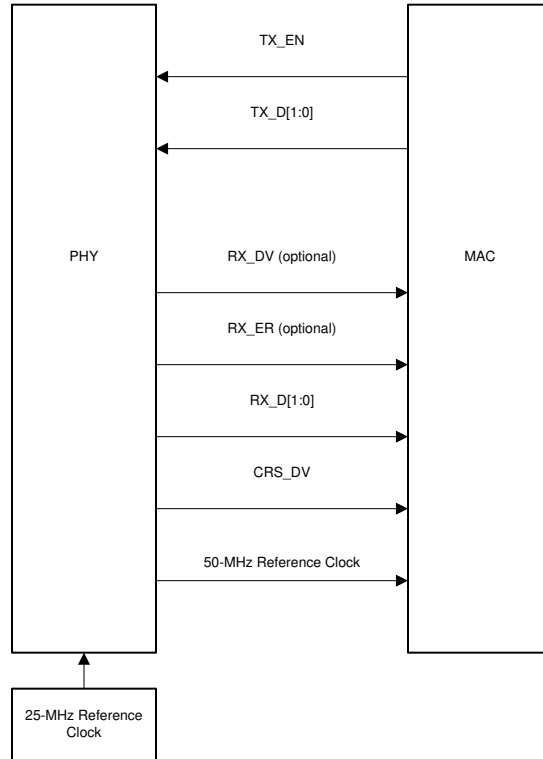 TX_EN
TX_D[1:0]
PHY
RX_DV (optional)
MAC
RX_ER (optional)
RX_D[1:0]
CRS_DV
50-MHz Reference Clock
25-MHz Reference
Clock